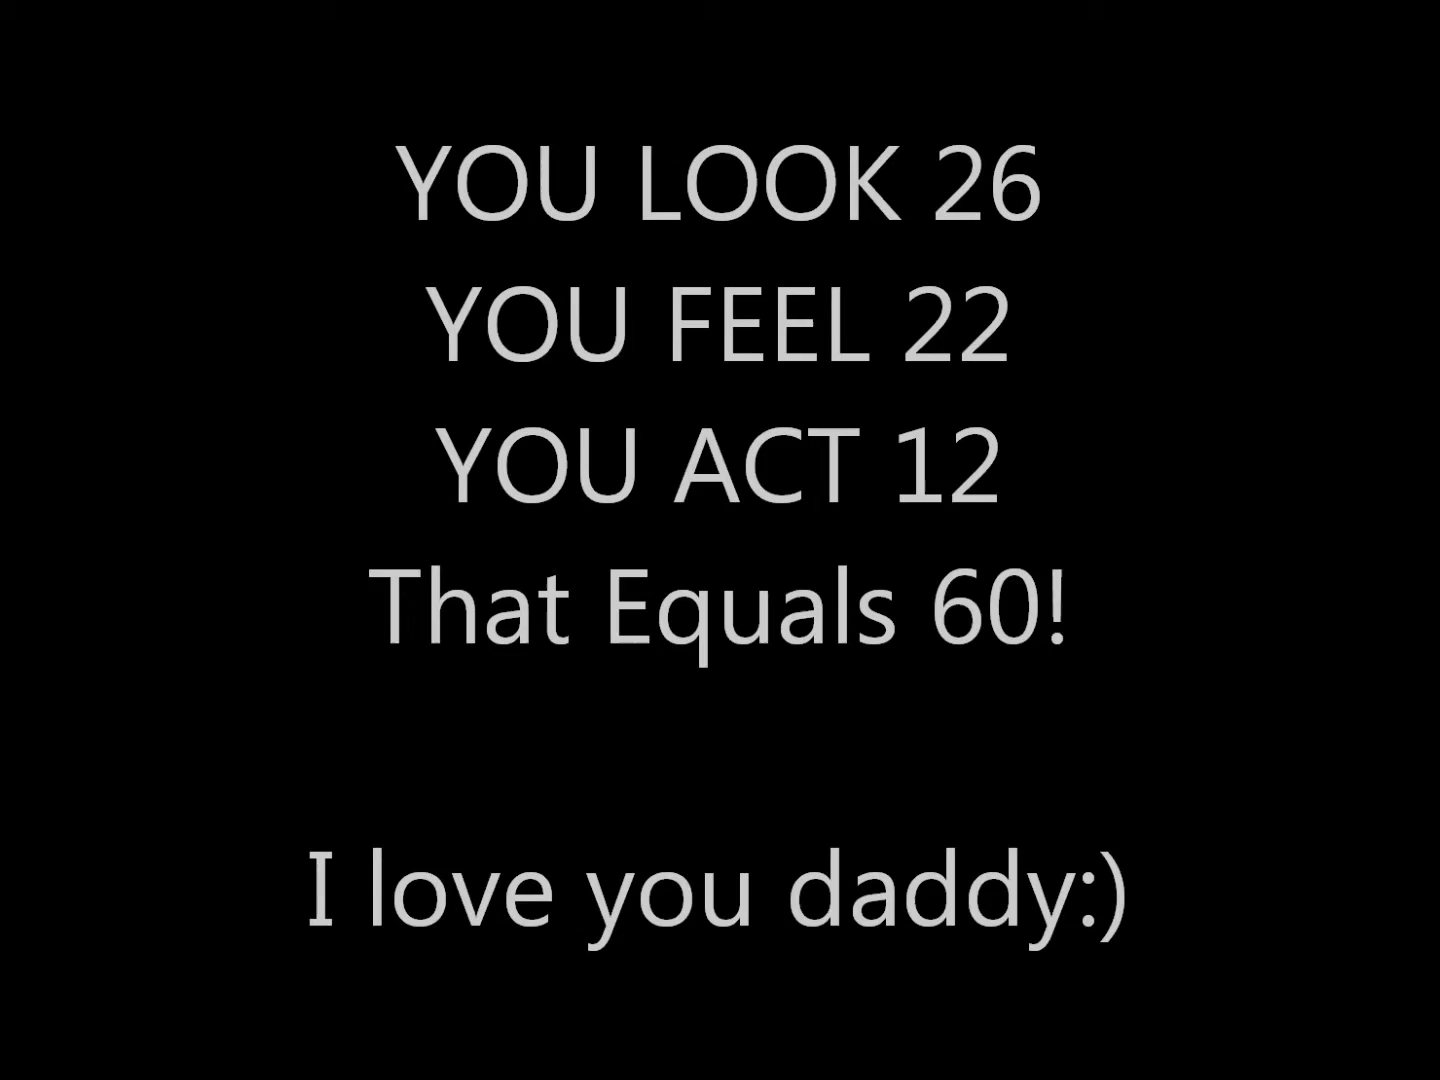 YOU LOOK 26
YOU FEEL 22
YOU ACT 12
That Equals 60!
I love you daddy:)